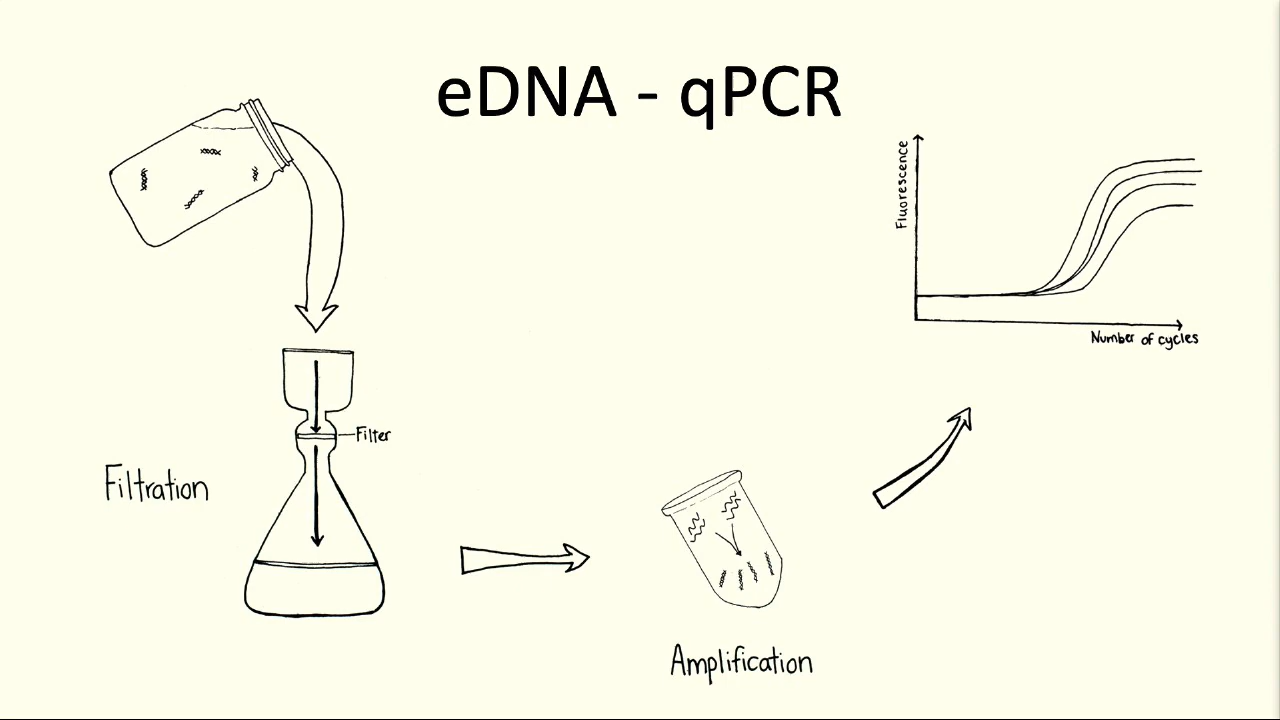 eDNA - qPCR
Fluorescence
Number of cycles
Filter
Filtration
Amplification